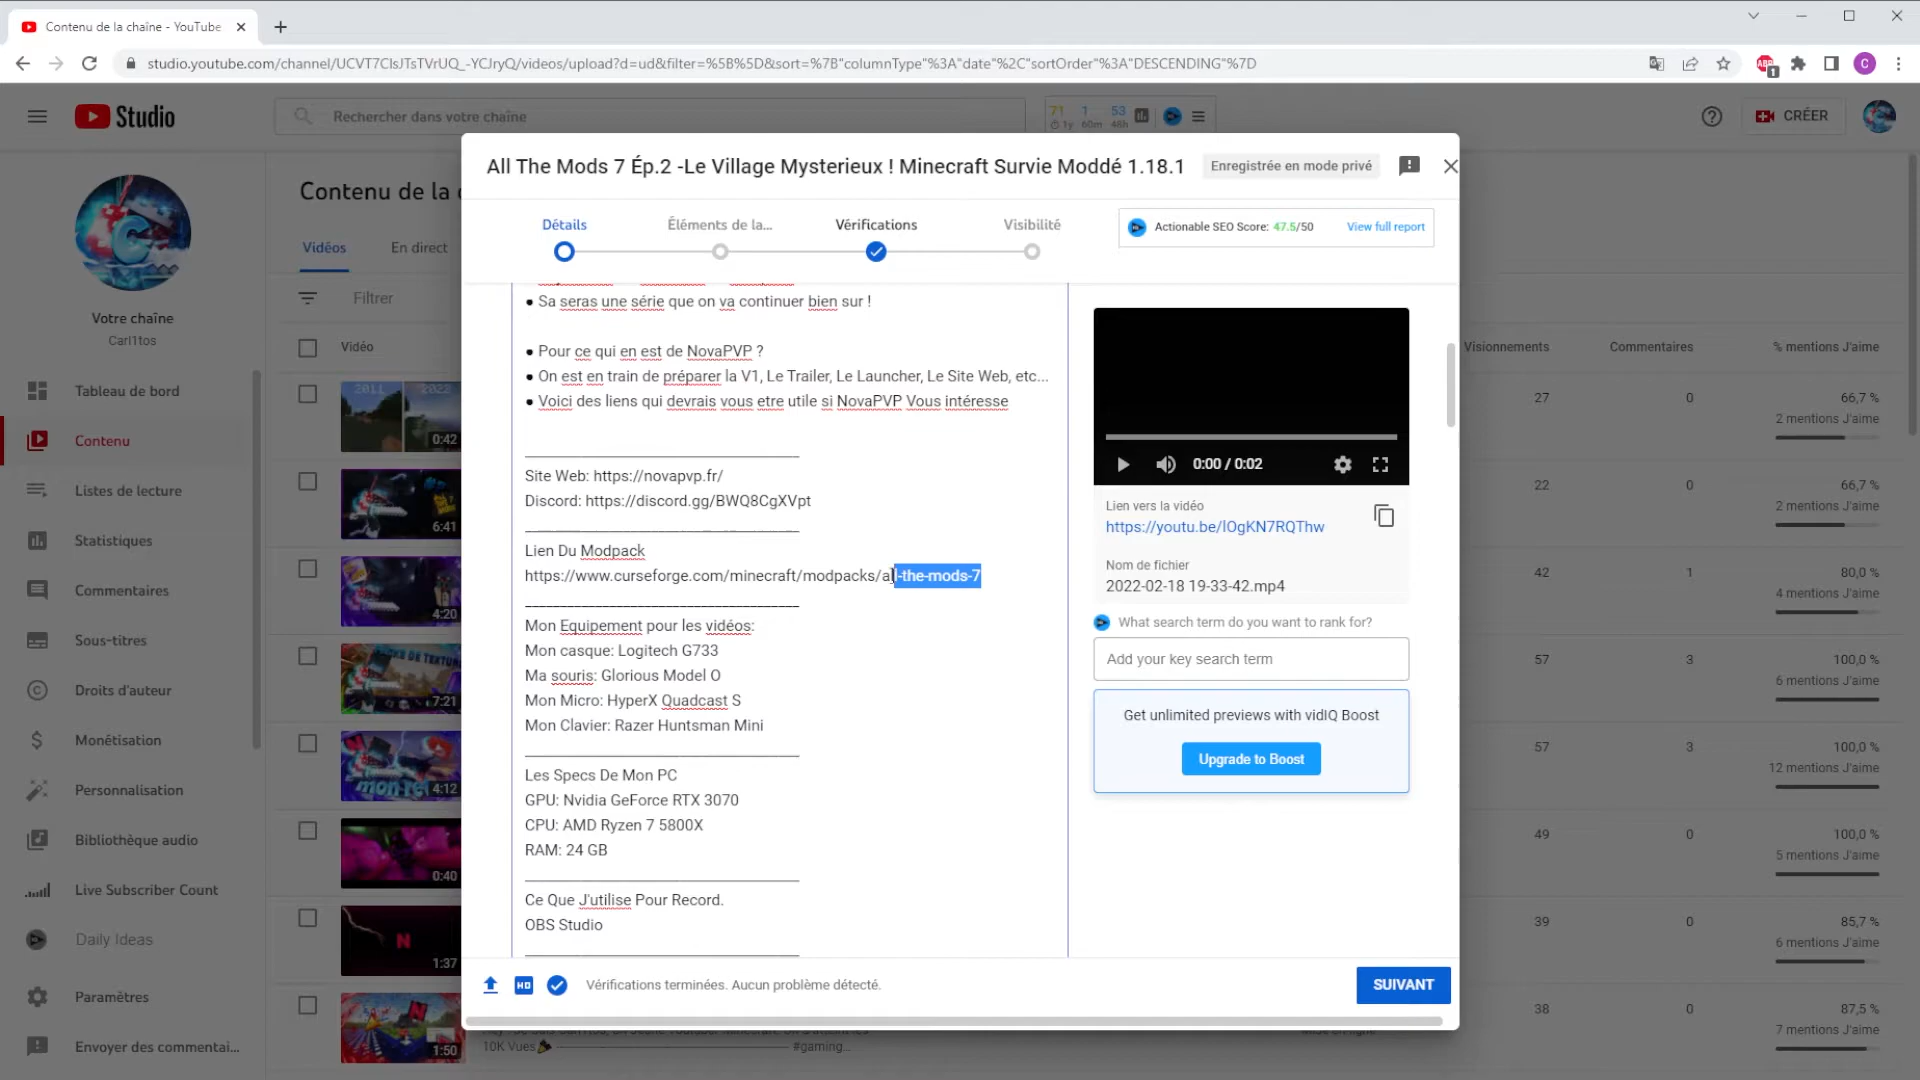 Contenu de la chaîne - YouTube
studio.youtube.com/channel/UCVT7CIsJTsTVrUQ_-YCJryQ/videos/upload?d=ud&filter=%5B%5D&sort=%7B"columnType"%3A"date"%2C"sortOrder"%3A"DESCENDING"%7D
ABP
1
C
Studio
Rechercher dans votre chaîne
71 1 53
1y 60m 48h
CRÉER
All The Mods 7 Ép.2 -Le Village Mysterieux ! Minecraft Survie Moddé 1.18.1
Enregistrée en mode privé
Contenu de la c
Détails
Éléments de la...
Vérifications
Visibilité
Actionable SEO Score: 47.5/50
View full report
Vidéos
En direct
Filtrer
Votre chaîne
Carl1tos
Vidéo
Visionnements
Commentaires
% mentions J'aime
● Sa seras une série que on va continuer bien sur !
● Pour ce qui en est de NovaPVP ?
● On est en train de préparer la V1, Le Trailer, Le Launcher, Le Site Web, etc...
● Voici des liens qui devrais vous etre utile si NovaPVP Vous intéresse
Site Web: https://novapvp.fr/
Discord: https://discord.gg/BWQ8CgXVpt
Lien Du Modpack
https://www.curseforge.com/minecraft/modpacks/all-the-mods-7
Mon Equipement pour les vidéos:
Mon casque: Logitech G733
Ma souris: Glorious Model O
Mon Micro: HyperX Quadcast S
Mon Clavier: Razer Huntsman Mini
Les Specs De Mon PC
GPU: Nvidia GeForce RTX 3070
CPU: AMD Ryzen 7 5800X
RAM: 24 GB
Ce Que J'utilise Pour Record.
OBS Studio
0:00 / 0:02
Lien vers la vidéo
https://youtu.be/lOgKN7RQThw
Nom de fichier
2022-02-18 19-33-42.mp4
What search term do you want to rank for?
Add your key search term
Get unlimited previews with vidIQ Boost
Upgrade to Boost
Tableau de bord
Contenu
Listes de lecture
Statistiques
Commentaires
Sous-titres
Droits d'auteur
Monétisation
Personnalisation
Bibliothèque audio
Live Subscriber Count
Daily Ideas
Paramètres
Envoyer des commentai...
2011 2022
0:42
6:41
4:20
7:21
4:12
0:40
N
1:37
1:50
27 0 66,7 %
2 mentions J'aime
22 0 66,7 %
2 mentions J'aime
42 1 80,0 %
4 mentions J'aime
57 3 100,0 %
6 mentions J'aime
57 3 100,0 %
12 mentions J'aime
49 0 100,0 %
5 mentions J'aime
39 0 85,7 %
6 mentions J'aime
38 0 87,5 %
7 mentions J'aime
HD
Vérifications terminées. Aucun problème détecté.
SUIVANT
10K Vues
#gaming...